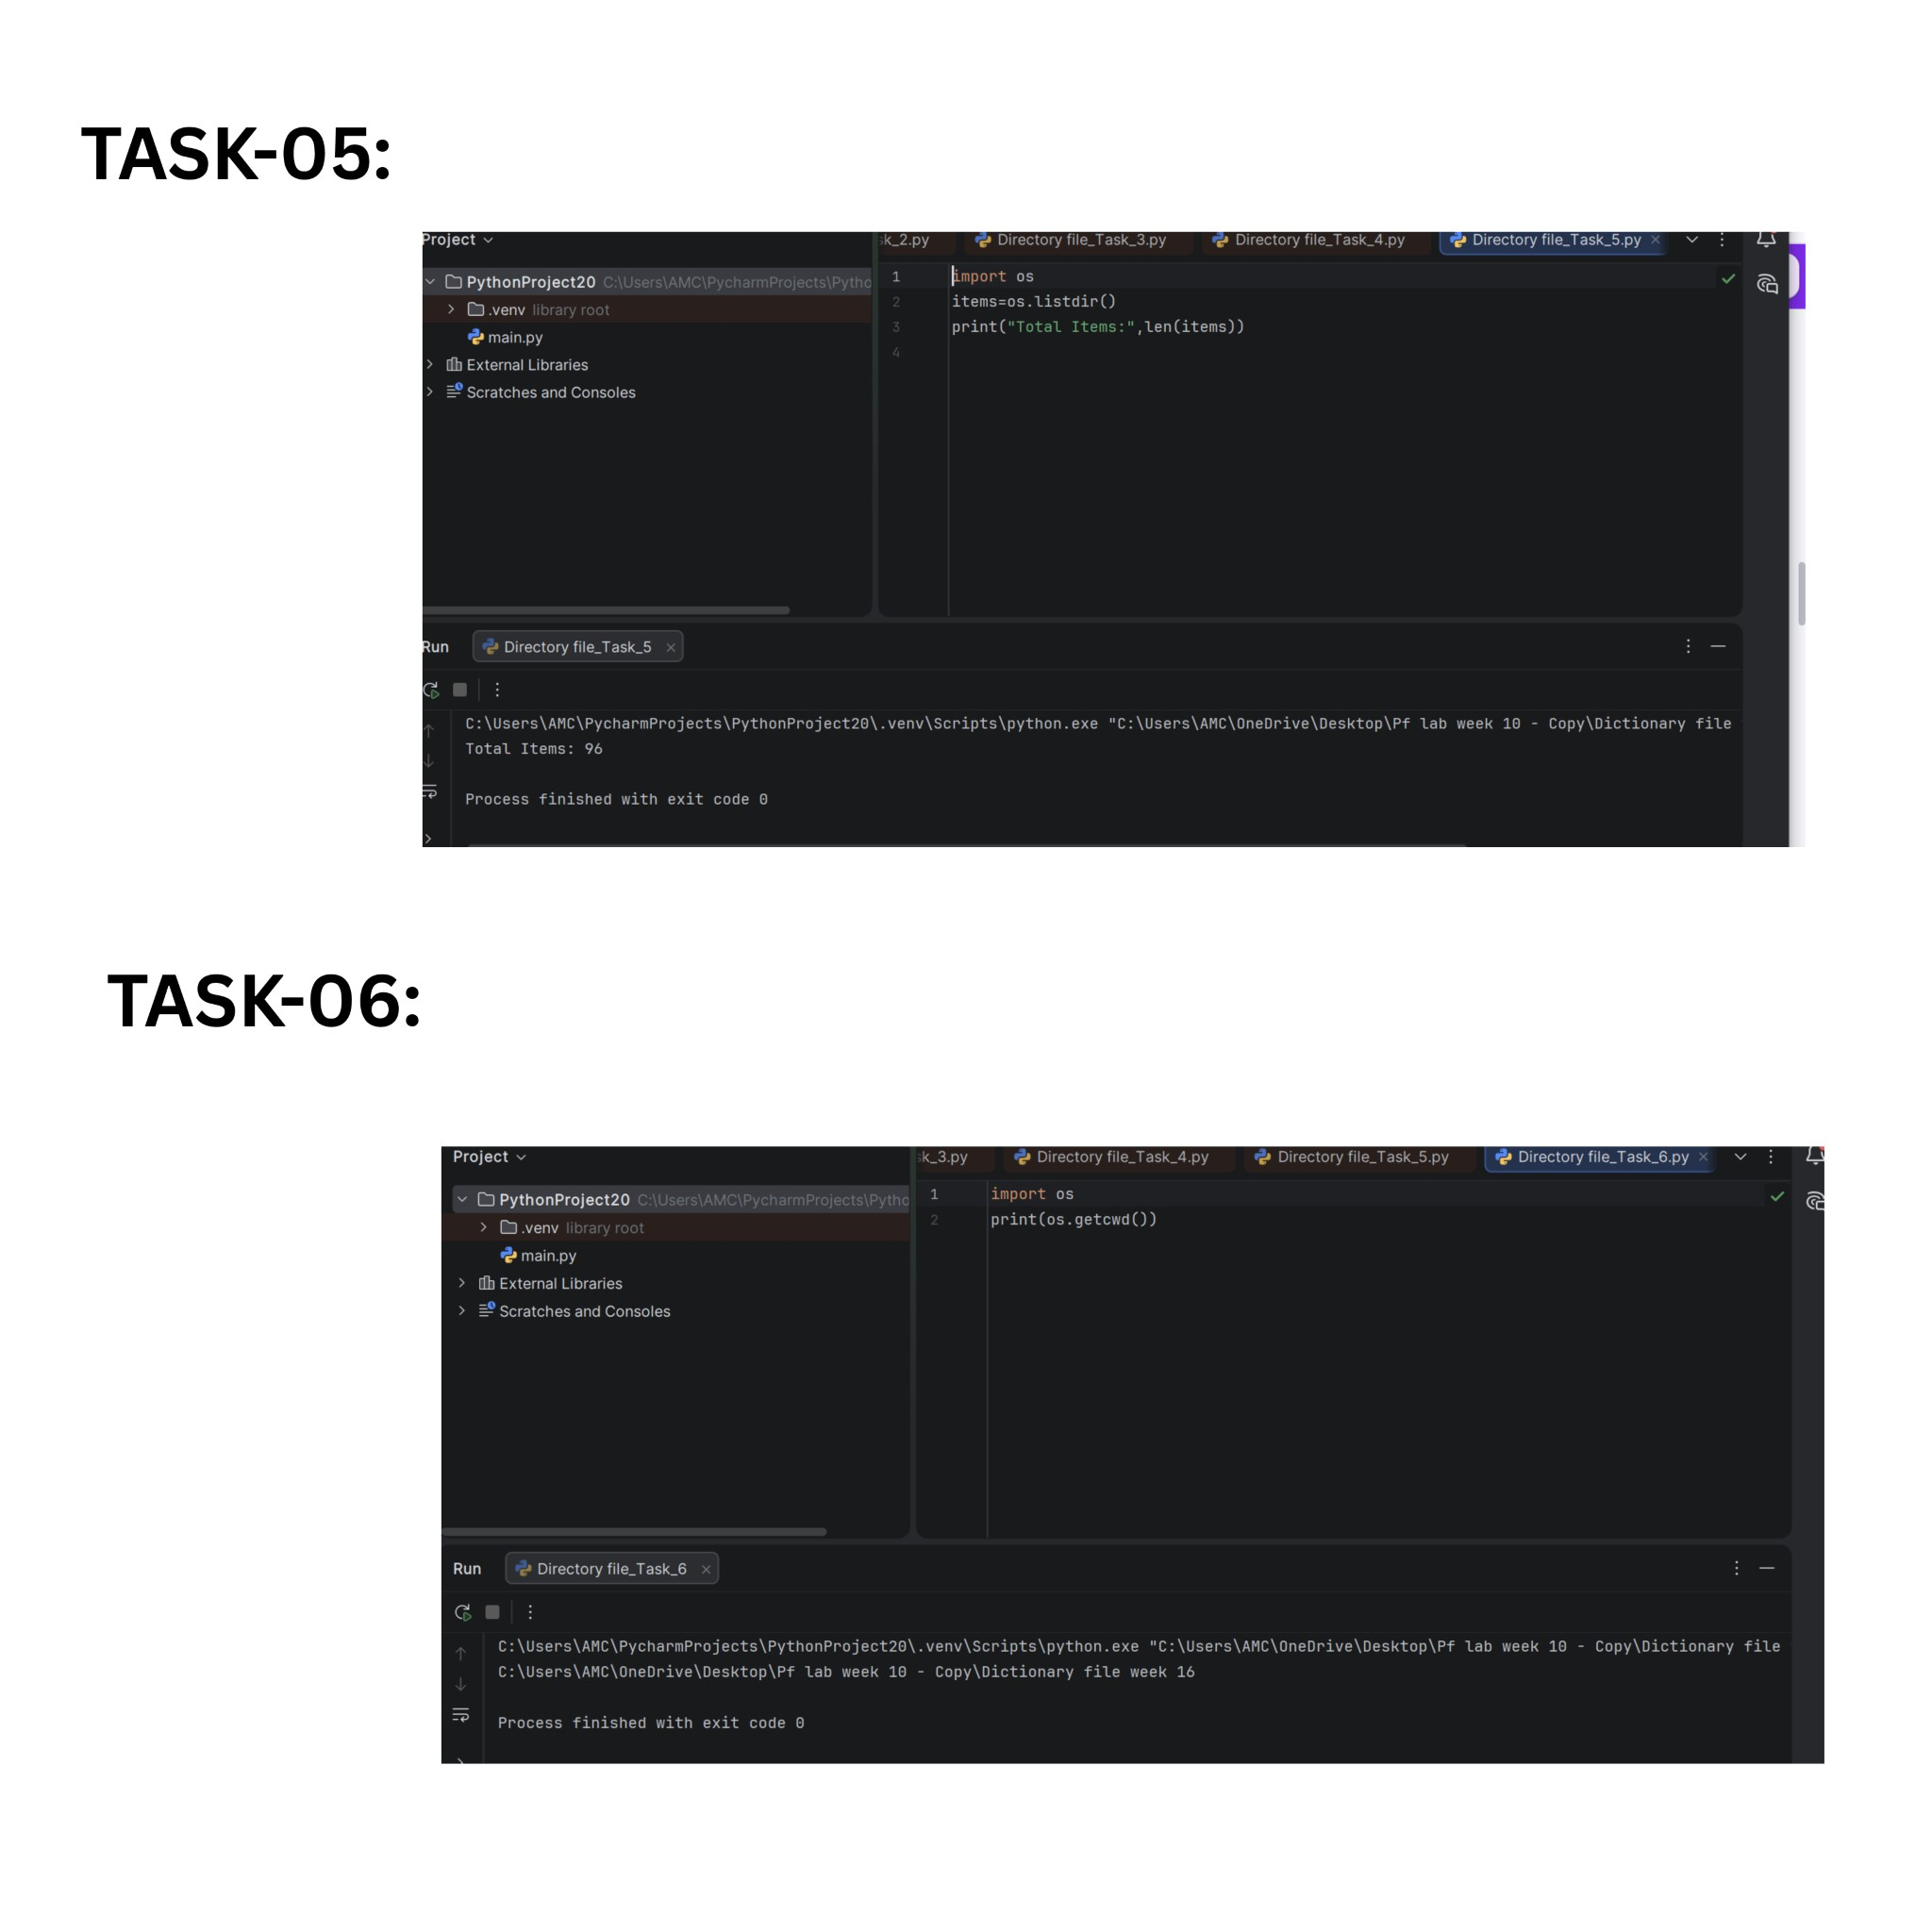 TASK-05:
Project
sk_2.py Directory file_Task_3.py Directory file_Task_4.py Directory file_Task_5.py
PythonProject20 C:\Users\AMC\PycharmProjects\Pytho
.venv library root
main.py
External Libraries
Scratches and Consoles
1 import os
2 items=os.listdir()
3 print("Total Items:",len(items))
4
Run Directory file_Task_5
C:\Users\AMC\PycharmProjects\PythonProject20\.venv\Scripts\python.exe "C:\Users\AMC\OneDrive\Desktop\Pf lab week 10 - Copy\Dictionary file
Total Items: 96
Process finished with exit code 0
TASK-06:
Project
sk_3.py Directory file_Task_4.py Directory file_Task_5.py Directory file_Task_6.py
PythonProject20 C:\Users\AMC\PycharmProjects\Pytho
.venv library root
main.py
External Libraries
Scratches and Consoles
1 import os
2 print(os.getcwd())
Run Directory file_Task_6
C:\Users\AMC\PycharmProjects\PythonProject20\.venv\Scripts\python.exe "C:\Users\AMC\OneDrive\Desktop\Pf lab week 10 - Copy\Dictionary file
C:\Users\AMC\OneDrive\Desktop\Pf lab week 10 - Copy\Dictionary file week 16
Process finished with exit code 0